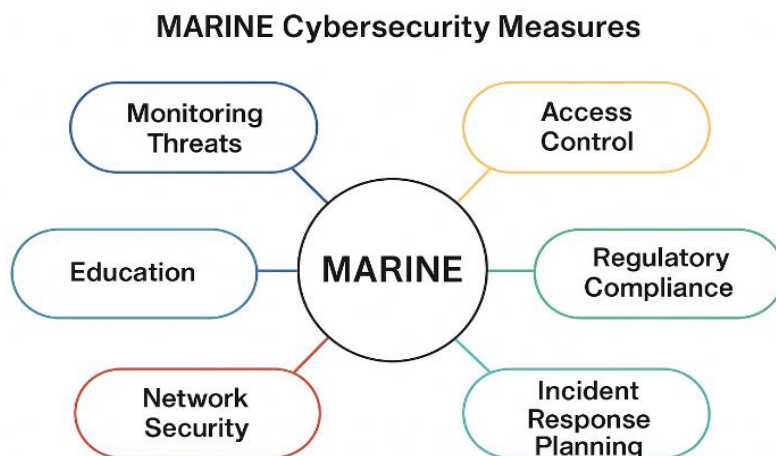 MARINE Cybersecurity Measures
Monitoring
Threats
Access
Control
Education
MARINE
Regulatory
Compliance
Network
Security
Incident
Response
Planning